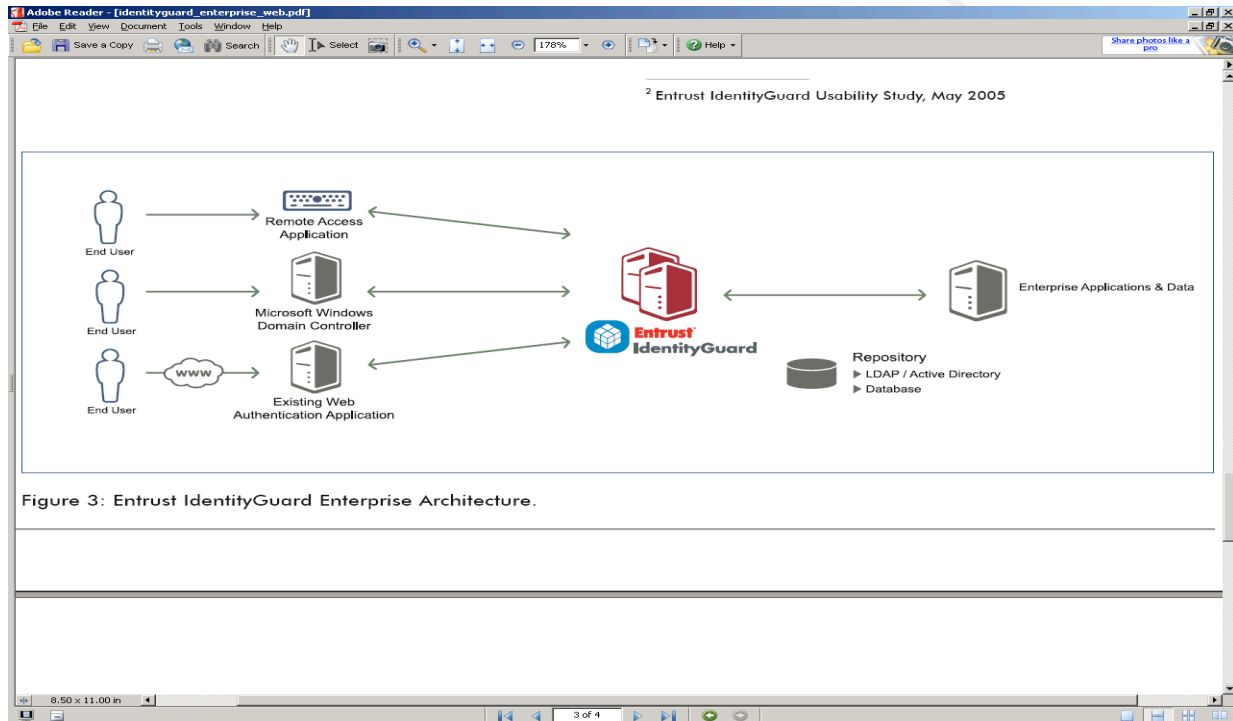 Adobe Reader - [identityguard_enterprise_web.pdf]
File Edit View Document Tools Window Help
Save a Copy Search Select 178% Help
Share photos like a pro
2 Entrust IdentityGuard Usability Study, May 2005
End User
Remote Access
Application
End User
Microsoft Windows
Domain Controller
End User
www
Existing Web
Authentication Application
Entrust
IdentityGuard
Enterprise Applications & Data
Repository
LDAP / Active Directory
Database
Figure 3: Entrust IdentityGuard Enterprise Architecture.
8.50 x 11.00 in
3 of 4